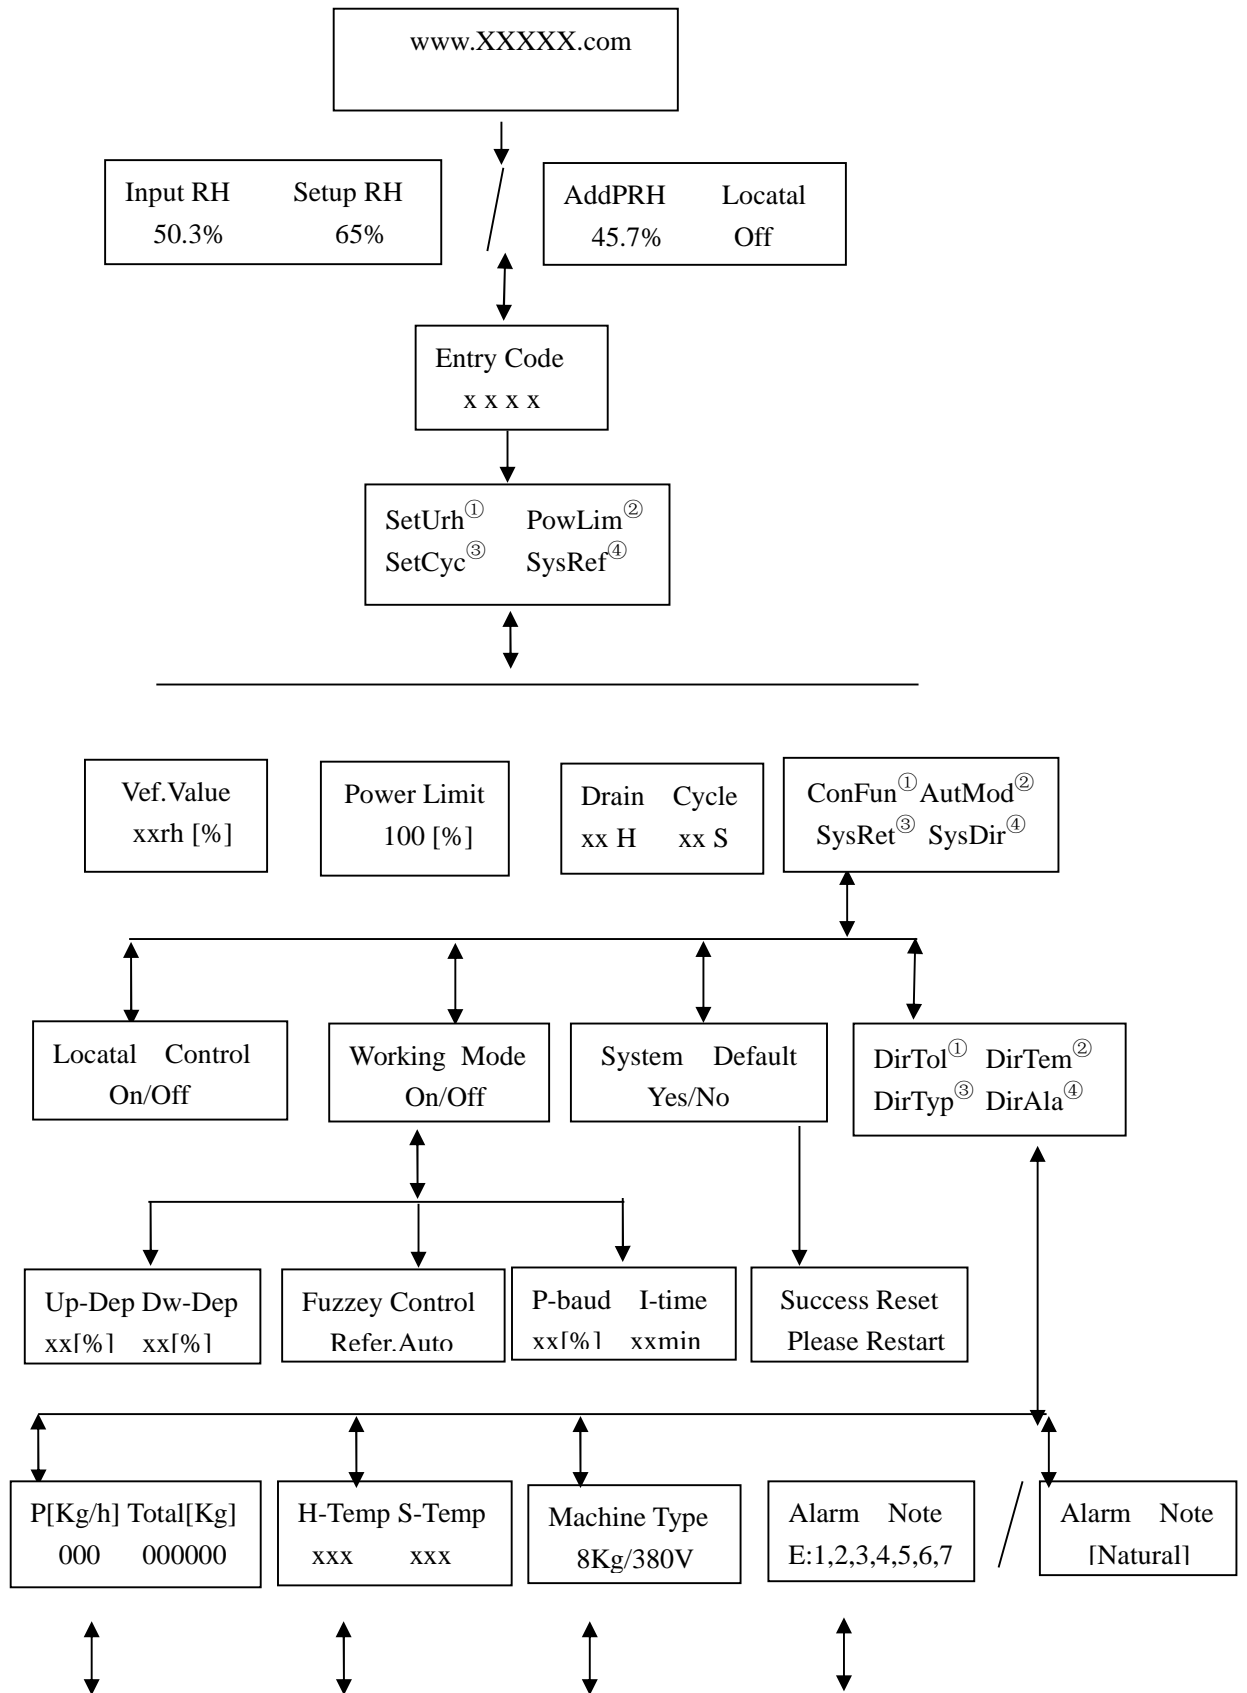 www.XXXXX.com
Input RH Setup RH
50.3% 65%
AddPRH Locatal
45.7% Off
Entry Code
x x x x
SetUrh① PowLim②
SetCyc③ SysRef④
Vef.Value
xxrh [%]
Power Limit
100 [%]
Drain Cycle
xx H xx S
ConFun① AutMod②
SysRet③ SysDir④
Locatal Control
On/Off
Working Mode
On/Off
System Default
Yes/No
DirTol① DirTem②
DirTyp③ DirAla④
Up-Dep Dw-Dep
xx[%] xx[%]
Fuzzey Control
Refer.Auto
P-baud I-time
xx[%] xxmin
Success Reset
Please Restart
P[Kg/h] Total[Kg]
000 000000
H-Temp S-Temp
xxx xxx
Machine Type
8Kg/380V
Alarm Note
E:1,2,3,4,5,6,7
Alarm Note
[Natural]